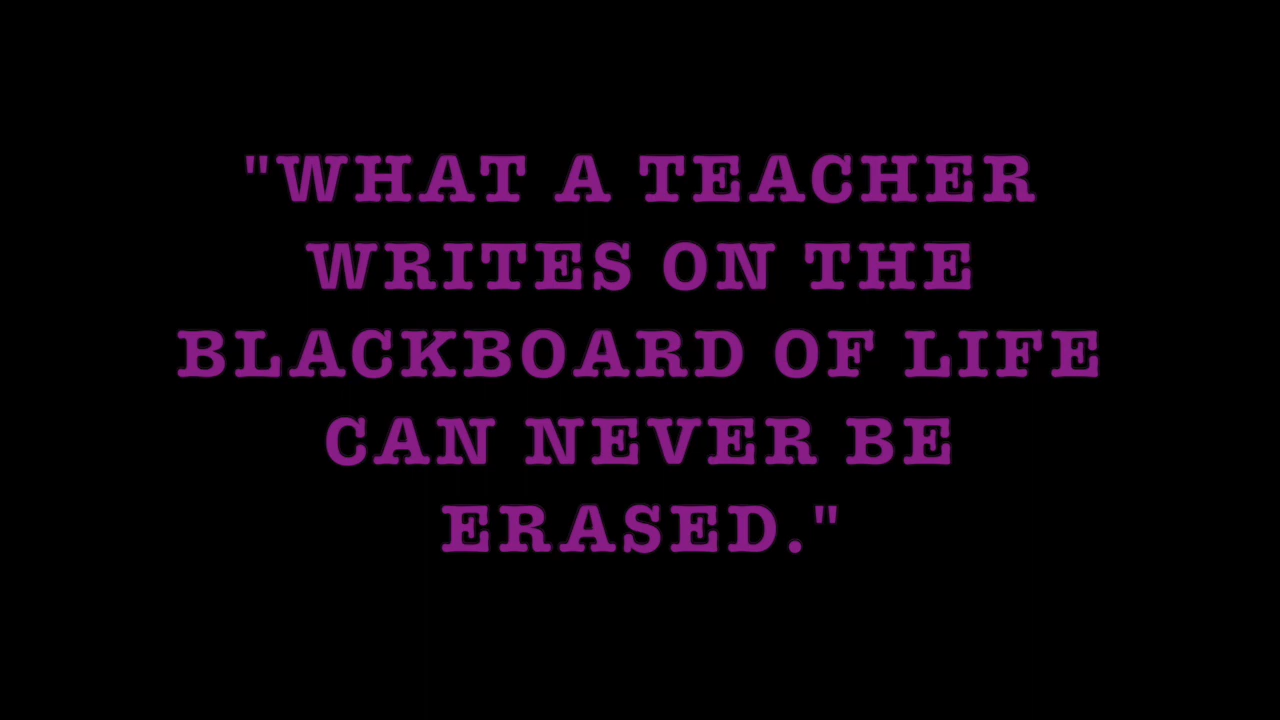 "WHAT A TEACHER
WRITES ON THE
BLACKBOARD OF LIFE
CAN NEVER BE
ERASED."